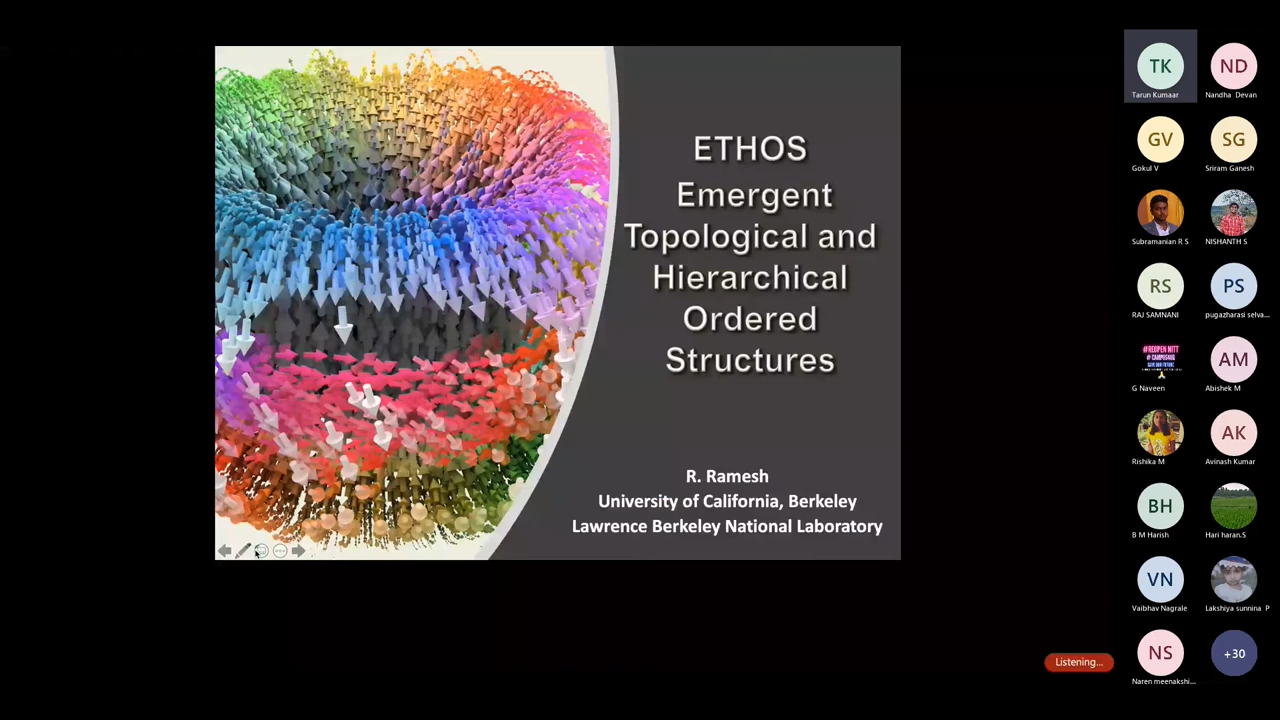 ETHOS
Emergent
Topological and
Hierarchical
Ordered
Structures
R. Ramesh
University of California, Berkeley
Lawrence Berkeley National Laboratory
TK
Tarun Kumaar
ND
Nandha Devan
GV
Gokul V
SG
Sriram Ganesh
Subramanian R S
NISHANTH S
RS
RAJ SAMNANI
PS
pugazharasi selva...
#REOPEN NITT
G Naveen
AM
Abishek M
Rishika M
AK
Avinash Kumar
BH
B M Harish
Hari haran.S
VN
Vaibhav Nagrale
Lakshiya sunnina P
NS
Naren meenakshi...
+30
Listening...